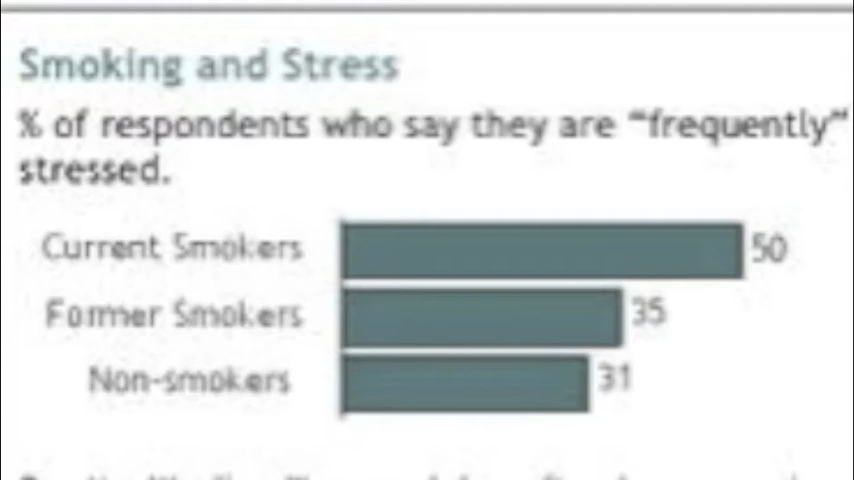 Smoking and Stress
% of respondents who say they are "frequently"
stressed.
Current Smokers 50
Former Smokers 35
Non-smokers 31